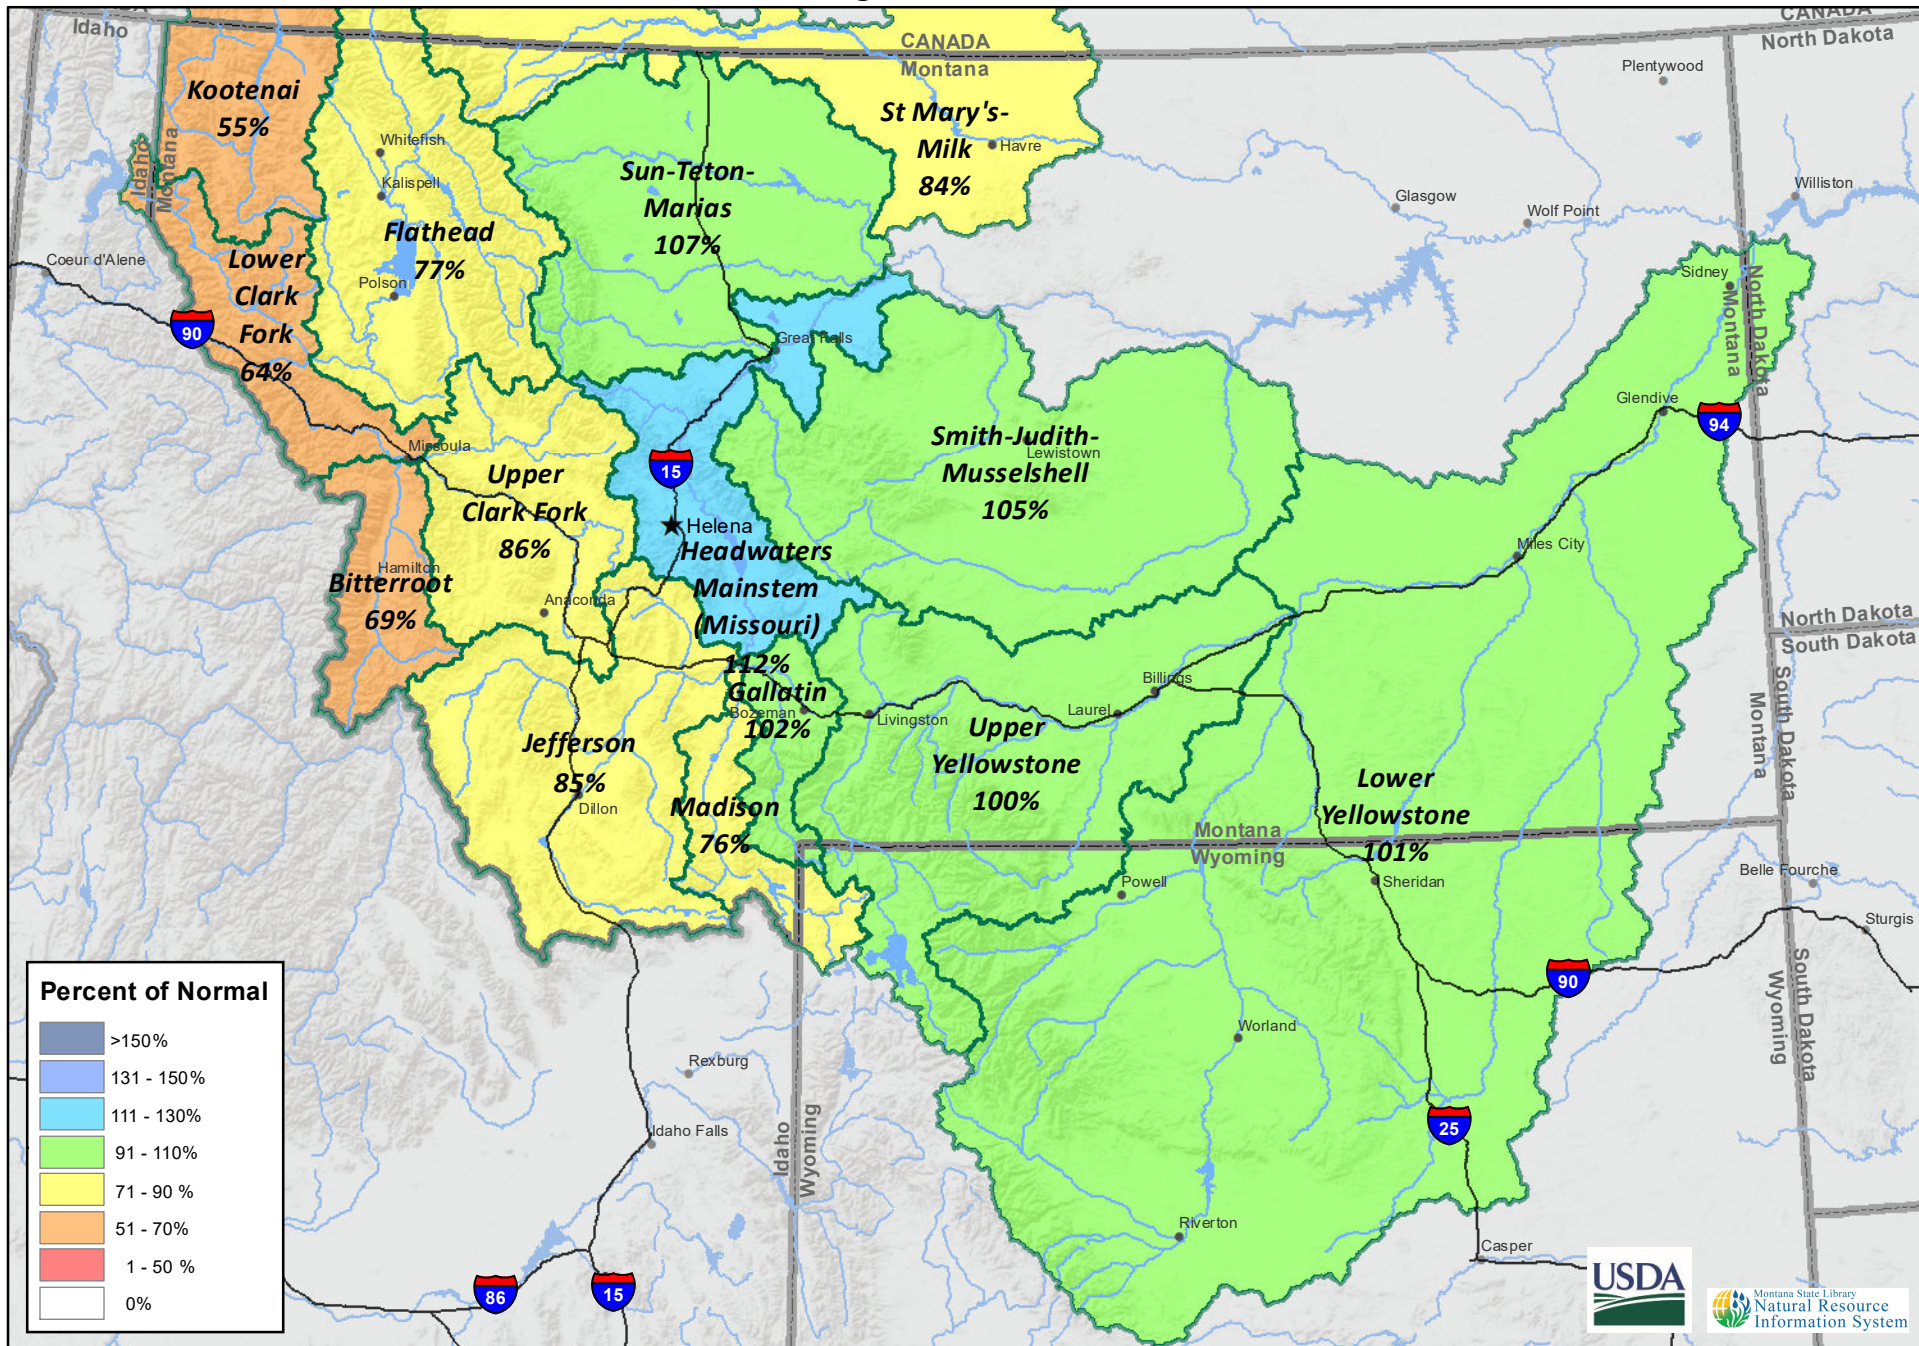 CANADA
Idaho
CANADA
Montana
CANADA
North Dakota
Plentywood
Kootenai
55%
Whitefish
Kalispell
Flathead
77%
Polson
Idaho
Montana
St Mary's-
Milk
84%
Havre
Sun-Teton-
Marias
107%
Glasgow
Wolf Point
Williston
Coeur d'Alene
Lower
Clark
Fork
64%
90
Great Falls
Sidney
Montana
North Dakota
Glendive
94
Missoula
Upper
Clark Fork
86%
15
Helena
Headwaters
Mainstem
(Missouri)
112%
Smith-Judith-
Lewistown
Musselshell
105%
Miles City
Hamilton
Bitterroot
69%
Anaconda
North Dakota
South Dakota
Gallatin
Bozeman
102%
Livingston
Laurel
Billings
Upper
Yellowstone
100%
Jefferson
85%
Dillon
Madison
76%
Lower
Yellowstone
101%
Montana
South Dakota
Montana
Wyoming
Powell
Sheridan
Belle Fourche
Sturgis
90
South Dakota
Wyoming
Worland
Rexburg
Idaho Falls
Idaho
Wyoming
25
Riverton
Casper
86
15
Percent of Normal
>150%
131 - 150%
111 - 130%
91 - 110%
71 - 90 %
51 - 70%
1 - 50 %
0%
USDA
Montana State Library
Natural Resource
Information System